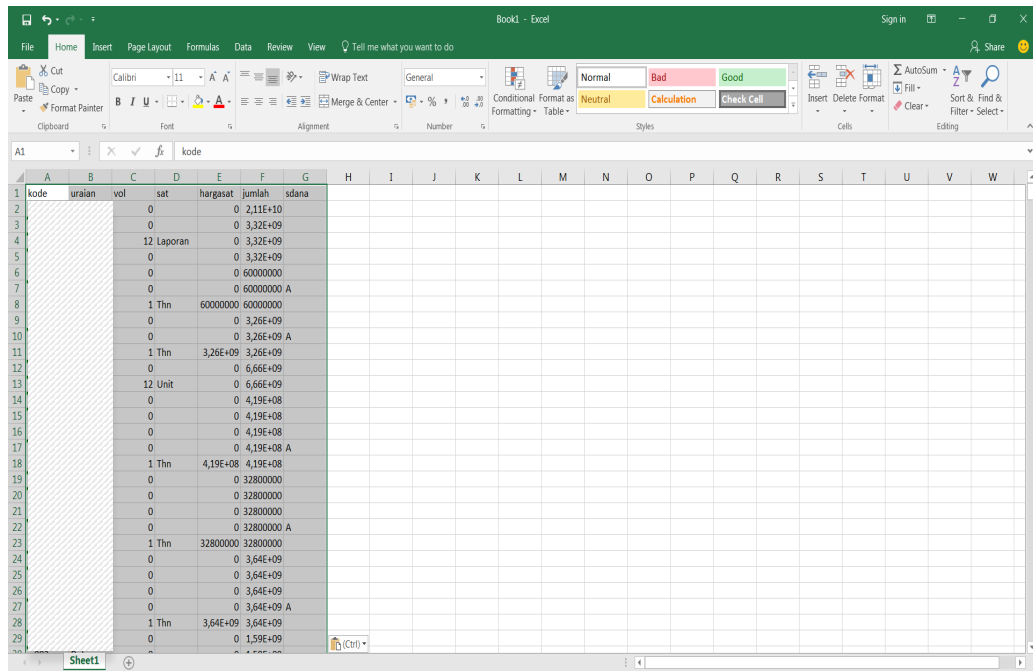 Book1 - Excel
Sign in
File Home Insert Page Layout Formulas Data Review View Tell me what you want to do Share
Paste
Cut
Copy
Format Painter
Calibri 11
B I U
Wrap Text
Merge & Center
General
Conditional Formatting
Format as Table
Normal Bad Good
Neutral Calculation Check Cell
Insert Delete Format
AutoSum
Fill
Clear
Sort & Filter
Find & Select
Clipboard Font Alignment Number Styles Cells Editing
A1 fx kode
A B C D E F G H I J K L M N O P Q R S T U V W
1 kode uraian vol sat hargasat jumlah sdana
2 0 0 2,11E+10
3 0 0 3,32E+09
4 12 Laporan 0 3,32E+09
5 0 0 3,32E+09
6 0 0 60000000
7 0 0 60000000 A
8 1 Thn 60000000 60000000
9 0 0 3,26E+09
10 0 0 3,26E+09 A
11 1 Thn 3,26E+09 3,26E+09
12 0 0 6,66E+09
13 12 Unit 0 6,66E+09
14 0 0 4,19E+08
15 0 0 4,19E+08
16 0 0 4,19E+08
17 0 0 4,19E+08 A
18 1 Thn 4,19E+08 4,19E+08
19 0 0 32800000
20 0 0 32800000
21 0 0 32800000
22 0 0 32800000 A
23 1 Thn 32800000 32800000
24 0 0 3,64E+09
25 0 0 3,64E+09
26 0 0 3,64E+09
27 0 0 3,64E+09 A
28 1 Thn 3,64E+09 3,64E+09
29 0 0 1,59E+09
(Ctrl)
Sheet1